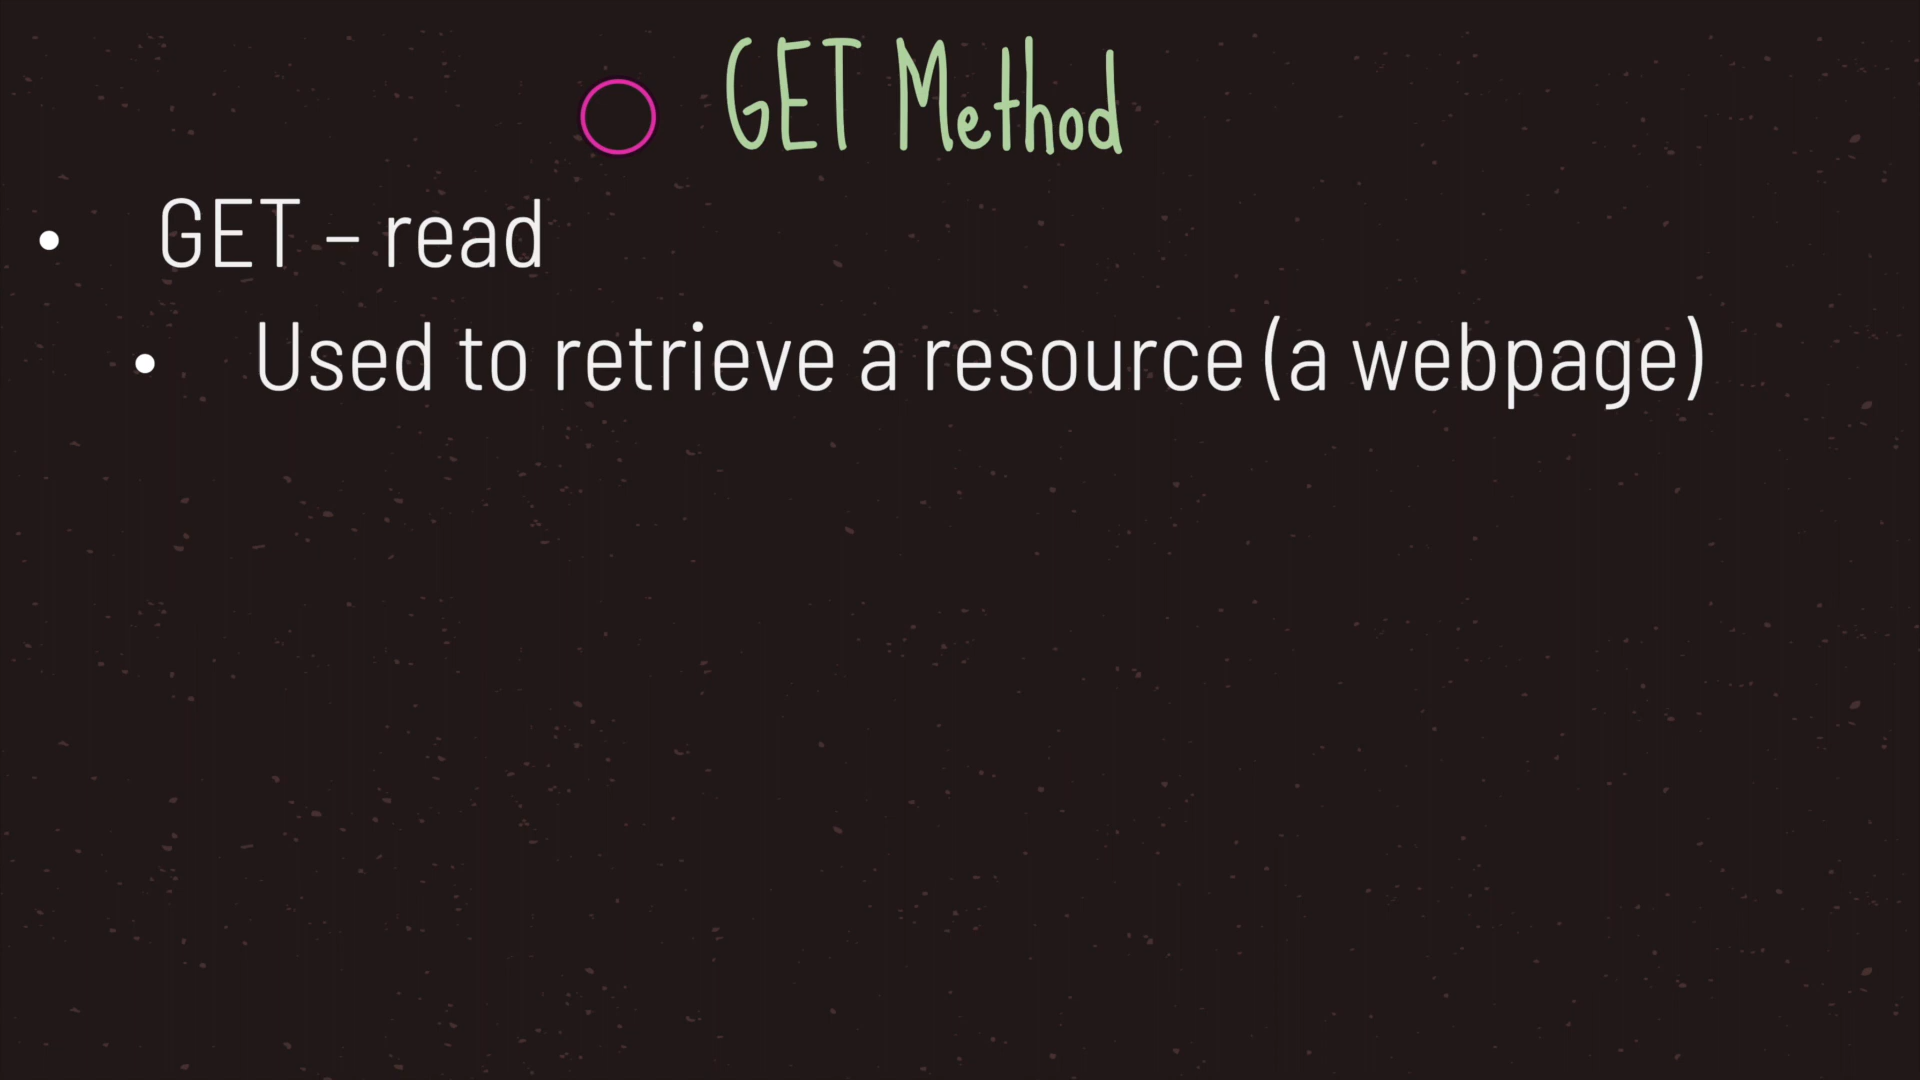 GET Method
• GET – read
• Used to retrieve a resource (a webpage)